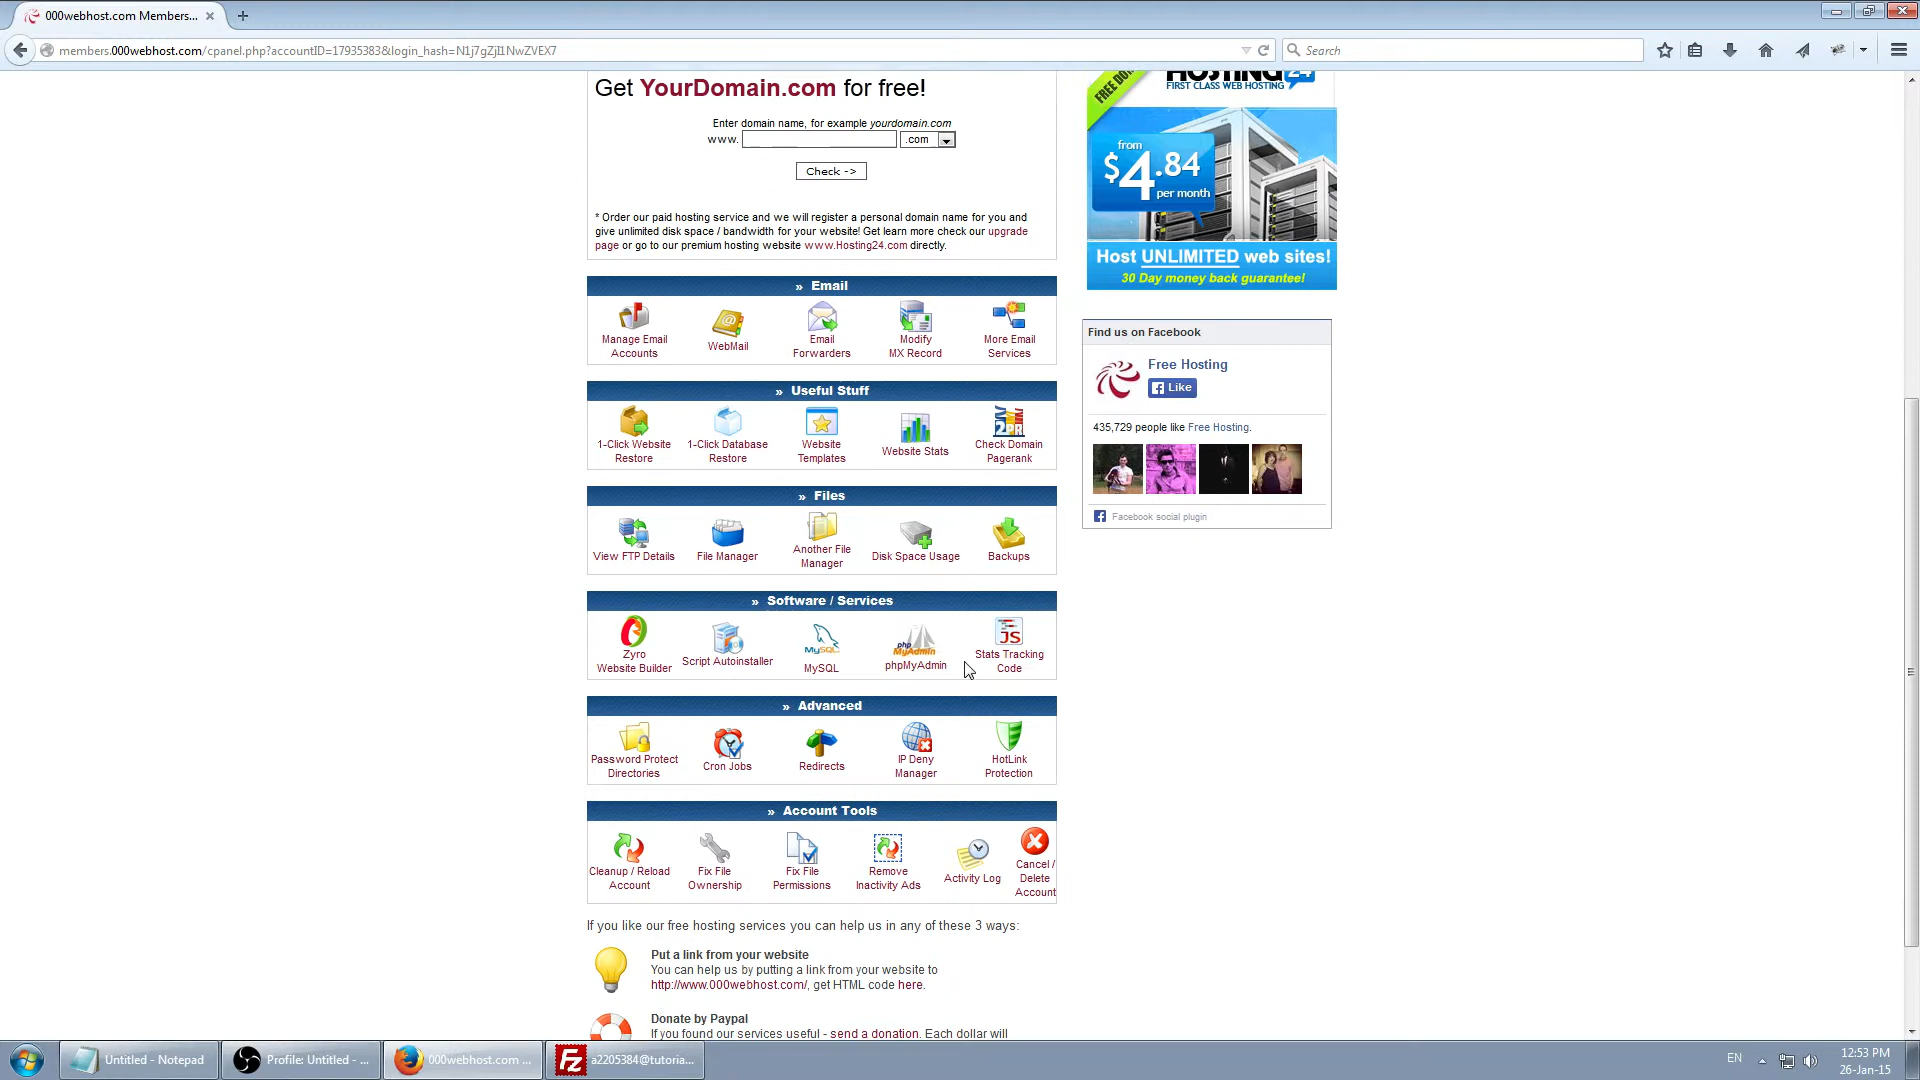 000webhost.com Members...
members.000webhost.com/cpanel.php?accountID=17935383&login_hash=N1j7gZjI1NwZVEX7
Search
Get YourDomain.com for free!
Enter domain name, for example yourdomain.com
www. .com
Check ->
* Order our paid hosting service and we will register a personal domain name for you and
give unlimited disk space / bandwidth for your website! Get learn more check our upgrade
page or go to our premium hosting website www.Hosting24.com directly.
FREE DOM
HOSTING 24
FIRST CLASS WEB HOSTING
from
$4.84
per month
Host UNLIMITED web sites!
30 Day money back guarantee!
» Email
Manage Email
Accounts
WebMail
Email
Forwarders
Modify
MX Record
More Email
Services
Find us on Facebook
Free Hosting
Like
435,729 people like Free Hosting.
Facebook social plugin
» Useful Stuff
1-Click Website
Restore
1-Click Database
Restore
Website
Templates
Website Stats
2PR
Check Domain
Pagerank
» Files
View FTP Details
File Manager
Another File
Manager
Disk Space Usage
Backups
» Software / Services
Zyro
Website Builder
Script Autoinstaller
MySQL
MySQL
php
MyAdmin
phpMyAdmin
JS
Stats Tracking
Code
» Advanced
Password Protect
Directories
Cron Jobs
Redirects
IP Deny
Manager
HotLink
Protection
» Account Tools
Cleanup / Reload
Account
Fix File
Ownership
Fix File
Permissions
Remove
Inactivity Ads
Activity Log
Cancel /
Delete
Account
If you like our free hosting services you can help us in any of these 3 ways:
Put a link from your website
You can help us by putting a link from your website to
http://www.000webhost.com/, get HTML code here.
Donate by Paypal
If you found our services useful - send a donation. Each dollar will
Untitled - Notepad
Profile: Untitled - ...
000webhost.com ...
Fz
a2205384@tutoria...
EN
12:53 PM
26-Jan-15